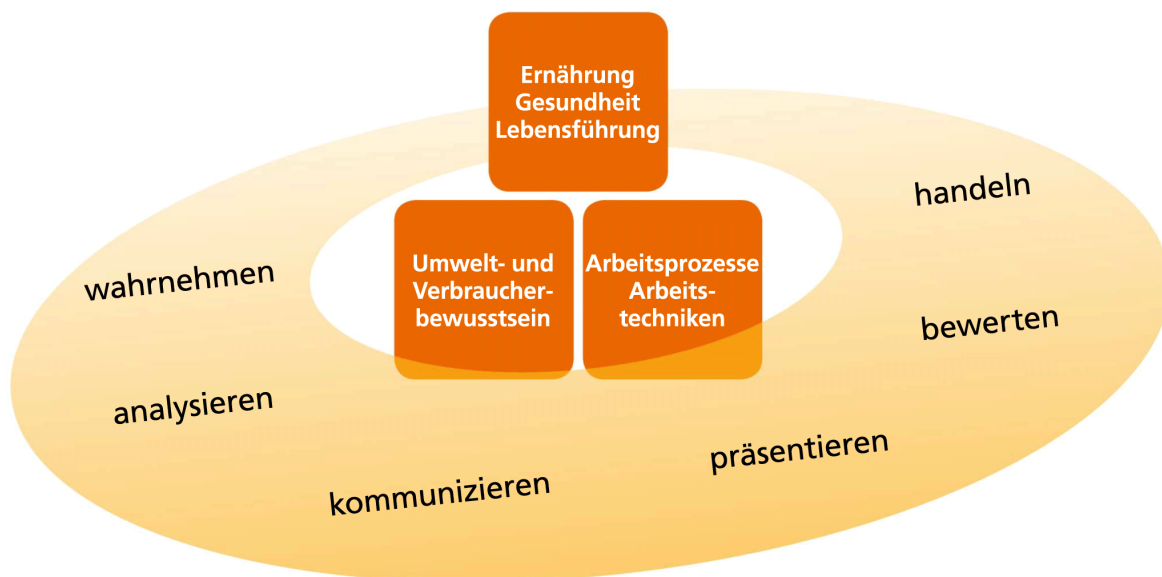 Ernährung
Gesundheit
Lebensführung
Umwelt- und
Verbraucher-
bewusstsein
Arbeitsprozesse
Arbeits-
techniken
wahrnehmen
analysieren
kommunizieren
präsentieren
bewerten
handeln